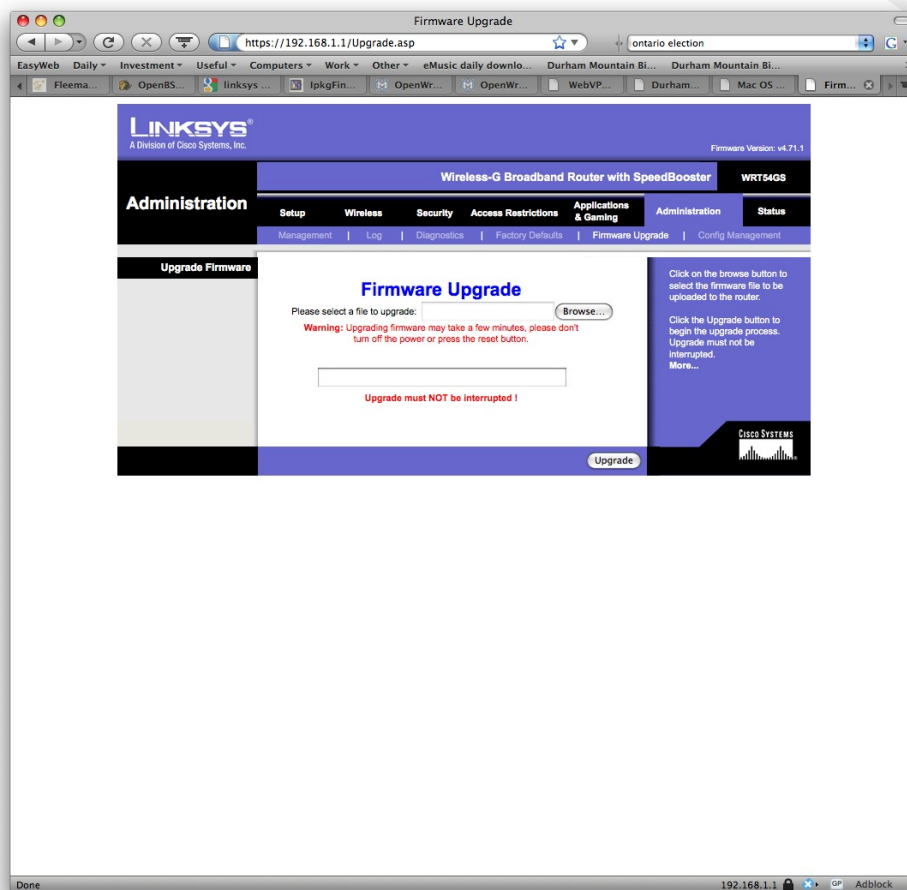 Firmware Upgrade
https://192.168.1.1/Upgrade.asp
ontario election
G
EasyWeb Daily Investment Useful Computers Work Other eMusic daily downlo... Durham Mountain Bi... Durham Mountain Bi...
Fleema... OpenBS... linksys ... IpkgFin... OpenWr... OpenWr... WebVP... Durham... Mac OS ... Firm...
LINKSYS®
A Division of Cisco Systems, Inc.
Firmware Version: v4.71.1
Wireless-G Broadband Router with SpeedBooster WRT54GS
Administration
Setup Wireless Security Access Restrictions Applications & Gaming Administration Status
Management | Log | Diagnostics | Factory Defaults | Firmware Upgrade | Config Management
Upgrade Firmware
Firmware Upgrade
Please select a file to upgrade: Browse...
Warning: Upgrading firmware may take a few minutes, please don't
turn off the power or press the reset button.
Upgrade must NOT be interrupted !
Click on the browse button to
select the firmware file to be
uploaded to the router.
Click the Upgrade button to
begin the upgrade process.
Upgrade must not be
interrupted.
More...
CISCO SYSTEMS
Upgrade
Done 192.168.1.1 GP Adblock